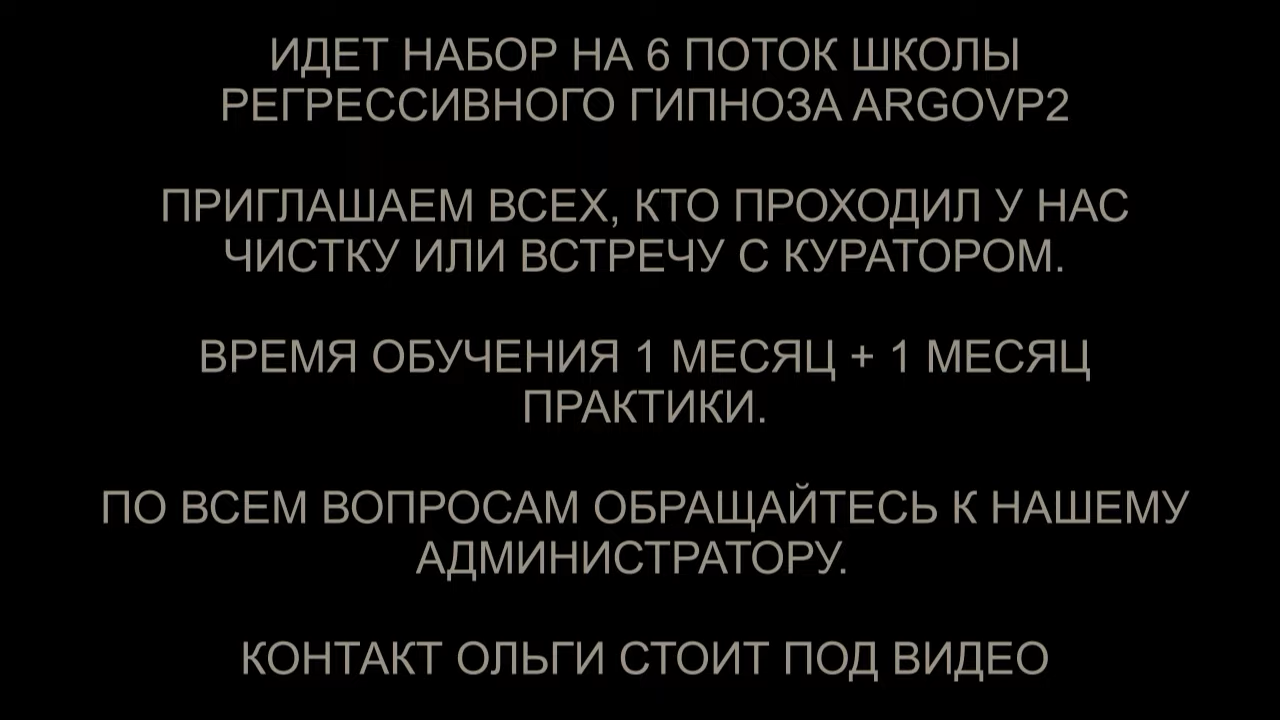 ИДЕТ НАБОР НА 6 ПОТОК ШКОЛЫ
РЕГРЕССИВНОГО ГИПНОЗА ARGOVP2
ПРИГЛАШАЕМ ВСЕХ, КТО ПРОХОДИЛ У НАС
ЧИСТКУ ИЛИ ВСТРЕЧУ С КУРАТОРОМ.
ВРЕМЯ ОБУЧЕНИЯ 1 МЕСЯЦ + 1 МЕСЯЦ
ПРАКТИКИ.
ПО ВСЕМ ВОПРОСАМ ОБРАЩАЙТЕСЬ К НАШЕМУ
АДМИНИСТРАТОРУ.
КОНТАКТ ОЛЬГИ СТОИТ ПОД ВИДЕО